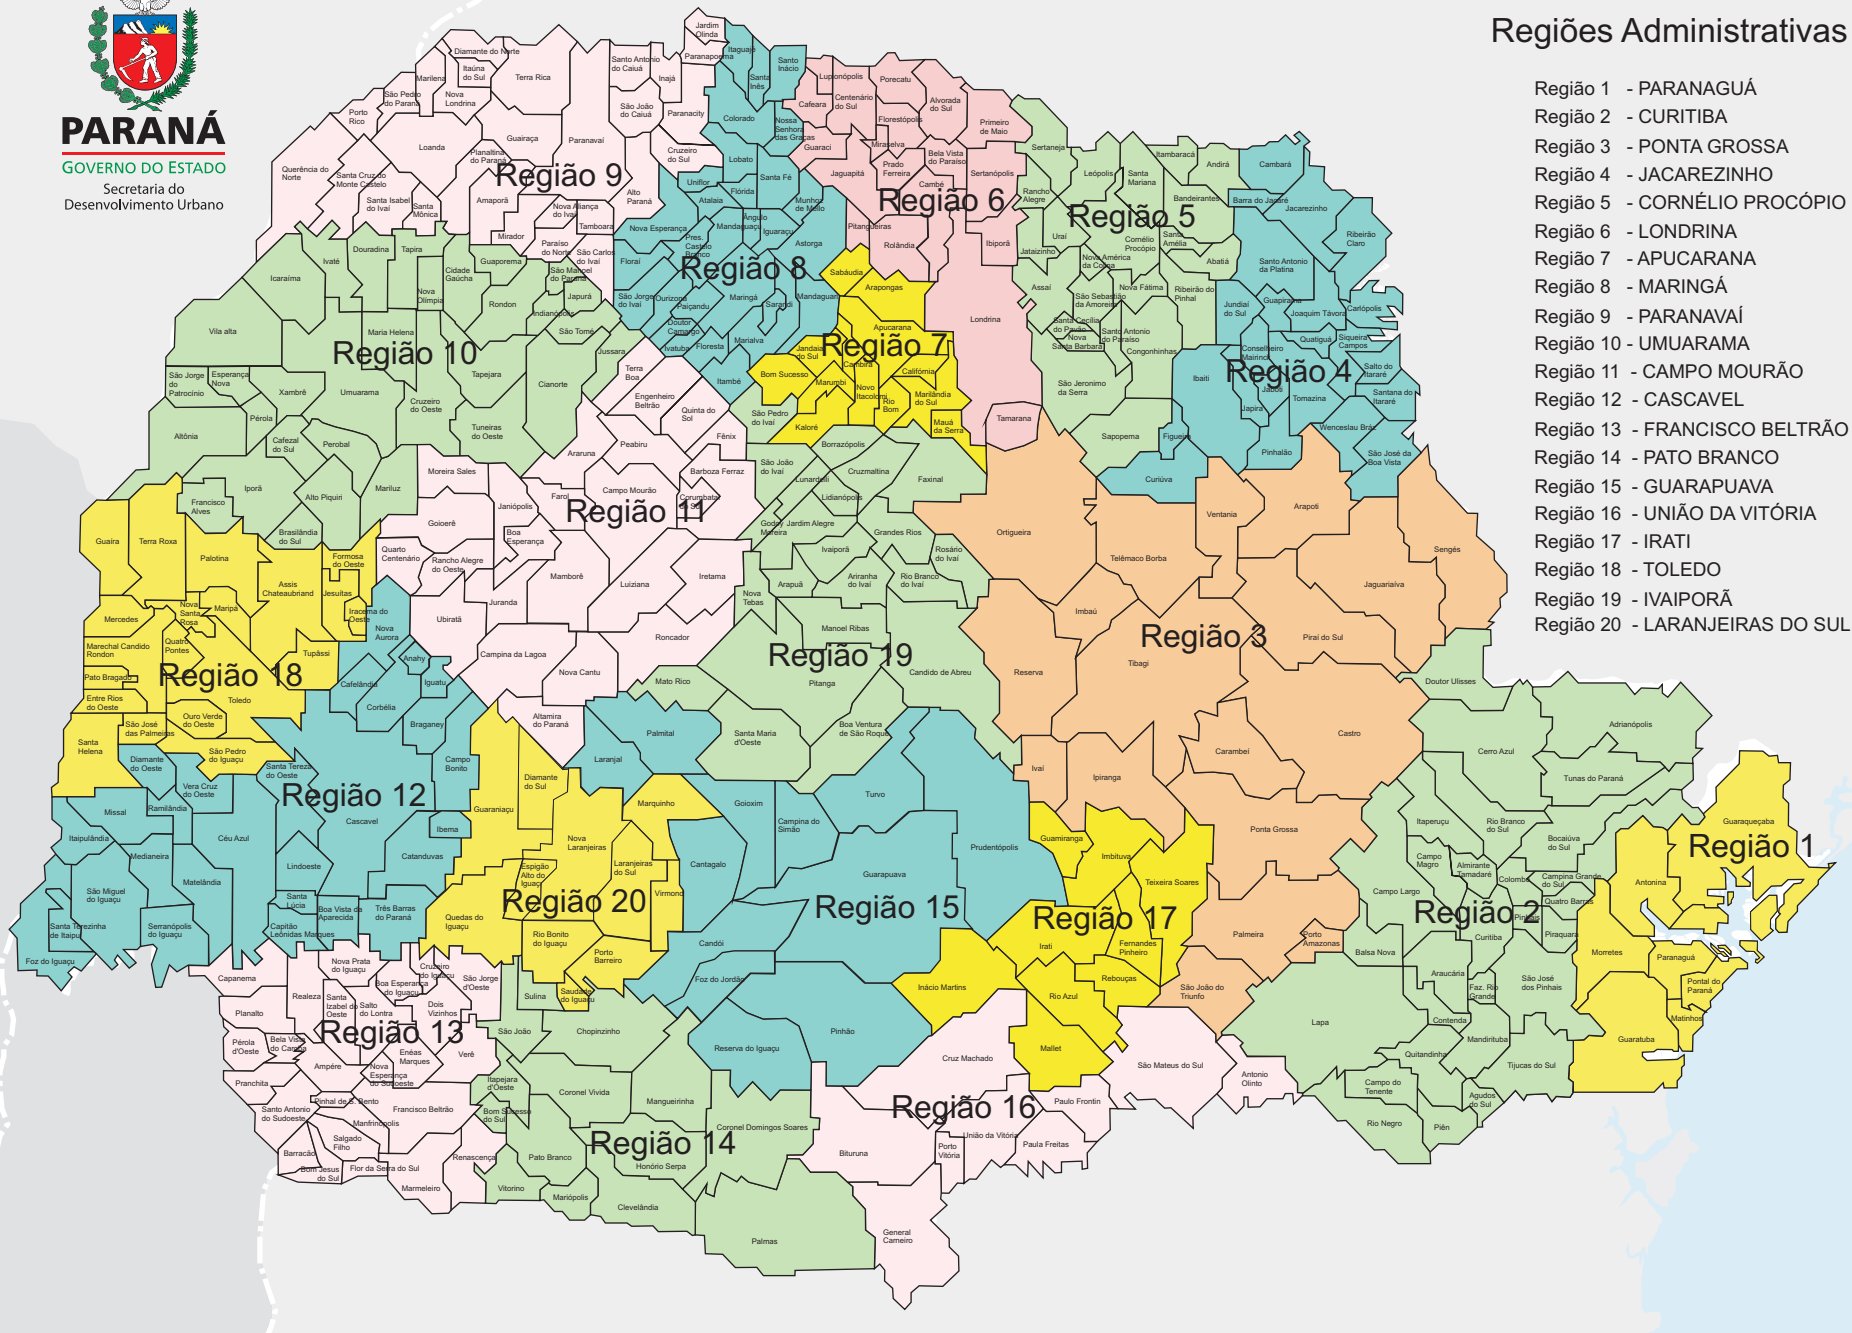 PARANÁ
GOVERNO DO ESTADO
Secretaria do
Desenvolvimento Urbano
Regiões Administrativas
Região 1 - PARANAGUÁ
Região 2 - CURITIBA
Região 3 - PONTA GROSSA
Região 4 - JACAREZINHO
Região 5 - CORNÉLIO PROCÓPIO
Região 6 - LONDRINA
Região 7 - APUCARANA
Região 8 - MARINGÁ
Região 9 - PARANAVAÍ
Região 10 - UMUARAMA
Região 11 - CAMPO MOURÃO
Região 12 - CASCAVEL
Região 13 - FRANCISCO BELTRÃO
Região 14 - PATO BRANCO
Região 15 - GUARAPUAVA
Região 16 - UNIÃO DA VITÓRIA
Região 17 - IRATI
Região 18 - TOLEDO
Região 19 - IVAIPORÃ
Região 20 - LARANJEIRAS DO SUL
Região 9
Jardim
Olinda
Diamante do Norte
Itaúna
do Sul
Terra Rica
Santo Antonio
do Caiuá
Paranapoema
Inajá
Marilena
São Pedro
do Paraná
Nova
Londrina
Porto
Rico
São João
do Caiuá
Paranacity
Loanda
Guairaça
Paranavaí
Planaltina
do Paraná
Cruzeiro
do Sul
Querência do
Norte
Santa Cruz do
Monte Castelo
Santa Isabel
do Ivaí
Santa
Mônica
Amaporã
Nova Aliança
do Ivaí
Alto
Paraná
Tamboara
Mirador
Paraíso
do Norte
São Carlos
do Ivaí
Região 8
Itaguajé
Santo
Inácio
Santa
Inês
Colorado
Nossa
Senhora
das Graças
Lobato
Santa Fé
Uniflor
Flórida
Atalaia
Munhoz
de Mello
Ângulo
Mandaguaçu
Iguaraçu
Nova Esperança
Pres.
Castelo
Branco
Astorga
Floraí
São Jorge
do Ivaí
Ourizona
Paiçandu
Maringá
Sarandi
Mandaguari
Doutor
Camargo
Ivatuba
Floresta
Marialva
Itambé
Região 6
Lupionópolis
Porecatu
Cafeara
Centenário
do Sul
Alvorada
do Sul
Florestópolis
Primeiro
de Maio
Guaraci
Miraselva
Bela Vista
do Paraíso
Prado
Ferreira
Jaguapitã
Cambé
Sertanópolis
Pitangueiras
Rolândia
Ibiporã
Londrina
Tamarana
Região 5
Sertaneja
Itambaracá
Andirá
Leópolis
Santa
Mariana
Rancho
Alegre
Bandeirantes
Uraí
Cornélio
Procópio
Santa
Amélia
Jataizinho
Nova América
da Colina
Abatiá
Assaí
São Sebastião
da Amoreira
Nova Fátima
Ribeirão do
Pinhal
Santa Cecília
do Pavão
Nova
Santa Barbara
Santo Antonio
do Paraíso
Congonhinhas
São Jeronimo
da Serra
Sapopema
Região 4
Cambará
Barra do Jacaré
Jacarezinho
Ribeirão
Claro
Santo Antonio
da Platina
Jundiaí
do Sul
Guapirama
Joaquim Távora
Carlópolis
Conselheiro
Mairinck
Quatiguá
Siqueira
Campos
Salto do
Itararé
Ibaiti
Jaboti
Japira
Tomazina
Santana do
Itararé
Figueira
Pinhalão
Wenceslau Bráz
São José da
Boa Vista
Curiúva
Região 7
Sabáudia
Arapongas
Apucarana
Jandaia
do Sul
Cambira
Bom Sucesso
Marumbi
Novo
Itacolomi
Califórnia
Rio
Bom
Marilândia
do Sul
Kaloré
Mauá
da Serra
Região 10
Icaraíma
Ivaté
Douradina
Tapira
Cidade
Gaúcha
Guaporema
São Manoel
do Paraná
Nova
Olímpia
Rondon
Japurá
Indianópolis
São Tomé
Jussara
Vila alta
Maria Helena
São Jorge
do
Patrocínio
Esperança
Nova
Xambrê
Umuarama
Cruzeiro
do Oeste
Tapejara
Cianorte
Pérola
Tuneiras
do Oeste
Altônia
Cafezal
do Sul
Perobal
Iporã
Alto Piquiri
Mariluz
Francisco
Alves
Brasilândia
do Sul
Região 11
Terra
Boa
Engenheiro
Beltrão
Quinta do
Sol
Peabiru
Fênix
Araruna
Barboza Ferraz
Moreira Sales
Farol
Campo Mourão
Corumbataí
do Sul
Janiópolis
Goioerê
Boa
Esperança
Quarto
Centenário
Rancho Alegre
do Oeste
Mamborê
Luiziana
Iretama
Juranda
Ubiratã
Roncador
Campina da Lagoa
Nova Cantu
Altamira
do Paraná
Região 19
São Pedro
do Ivaí
Borrazópolis
São João
do Ivaí
Lunardelli
Cruzmaltina
Faxinal
Lidianópolis
Godoy
Moreira
Jardim Alegre
Grandes Rios
Ivaiporã
Rosário
do Ivaí
Arapuã
Ariranha
do Ivaí
Rio Branco
do Ivaí
Nova
Tebas
Manoel Ribas
Mato Rico
Pitanga
Candido de Abreu
Santa Maria
d'Oeste
Boa Ventura
de São Roque
Região 3
Ortigueira
Ventania
Arapoti
Telêmaco Borba
Sengés
Jaguariaíva
Imbaú
Piraí do Sul
Reserva
Tibagi
Castro
Carambeí
Ivaí
Ipiranga
Ponta Grossa
Palmeira
Porto
Amazonas
São João do
Triunfo
Região 18
Guaíra
Terra Roxa
Palotina
Formosa
do Oeste
Assis
Chateaubriand
Jesuítas
Iracema do
Oeste
Mercedes
Nova
Santa
Rosa
Maripá
Marechal Candido
Rondon
Quatro
Pontes
Tupãssi
Pato Bragado
Toledo
Entre Rios
do Oeste
Ouro Verde
do Oeste
São José
das Palmeiras
Santa
Helena
São Pedro
do Iguaçu
Região 12
Nova
Aurora
Anahy
Cafelândia
Iguatu
Corbélia
Braganey
Diamante
do Oeste
Santa Tereza
do Oeste
Campo
Bonito
Vera Cruz
do Oeste
Missal
Ramilândia
Cascavel
Ibema
Itaipulândia
Céu Azul
Medianeira
Lindoeste
Catanduvas
Matelândia
São Miguel
do Iguaçu
Santa
Lúcia
Boa Vista da
Aparecida
Três Barras
do Paraná
Santa Terezinha
de Itaipu
Serranópolis
do Iguaçu
Capitão
Leônidas Marques
Foz do Iguaçu
Região 20
Diamante
do Sul
Guaraniaçu
Marquinho
Nova
Laranjeiras
Espigão
Alto do
Iguaçu
Laranjeiras
do Sul
Virmond
Quedas do
Iguaçu
Rio Bonito
do Iguaçu
Porto
Barreiro
Saudade
do Iguaçu
Região 15
Palmital
Laranjal
Goioxim
Campina do
Simão
Turvo
Prudentópolis
Cantagalo
Guarapuava
Candói
Foz do Jordão
Pinhão
Reserva do Iguaçu
Região 17
Guamiranga
Imbituva
Teixeira Soares
Irati
Fernandes
Pinheiro
Rebouças
Inácio Martins
Rio Azul
Mallet
Região 2
Doutor Ulisses
Adrianópolis
Cerro Azul
Tunas do Paraná
Itaperuçu
Rio Branco
do Sul
Bocaiúva
do Sul
Campo
Magro
Almirante
Tamadaré
Colombo
Campina Grande
do Sul
Campo Largo
Quatro Barras
Pinhais
Curitiba
Piraquara
Balsa Nova
Araucária
Faz. Rio
Grande
São José
dos Pinhais
Lapa
Contenda
Mandirituba
Quitandinha
Tijucas do Sul
Campo do
Tenente
Agudos
do Sul
Rio Negro
Piên
Região 1
Guaraqueçaba
Antonina
Morretes
Paranaguá
Pontal do
Paraná
Matinhos
Guaratuba
Região 13
Capanema
Nova Prata
do Iguaçu
Cruzeiro
do Iguaçu
Boa Esperança
do Iguaçu
São Jorge
d'Oeste
Realeza
Santa
Izabel do
Oeste
Salto
do Lontra
Dois
Vizinhos
Planalto
Pérola
d'Oeste
Bela Vista
do Caroba
Enéas
Marques
Verê
Ampére
Nova
Esperança
do Sudoeste
Pranchita
Pinhal de S. Bento
Santo Antonio
do Sudoeste
Francisco Beltrão
Manfrinópolis
Salgado
Filho
Barracão
Bom Jesus
do Sul
Flor da Serra do Sul
Renascença
Marmeleiro
Região 14
Sulina
São João
Chopinzinho
Itapejara
d'Oeste
Coronel Vivida
Bom Sucesso
do Sul
Mangueirinha
Coronel Domingos Soares
Pato Branco
Honório Serpa
Vitorino
Mariópolis
Clevelândia
Palmas
Região 16
Cruz Machado
São Mateus do Sul
Antonio
Olinto
Paulo Frontin
União da Vitória
Paula Freitas
Porto
Vitória
Bituruna
General
Carneiro